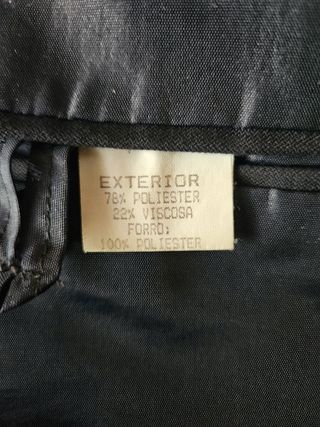 EXTERIOR
78% POLIESTER
22% VISCOSA
FORRO:
100% POLIESTER